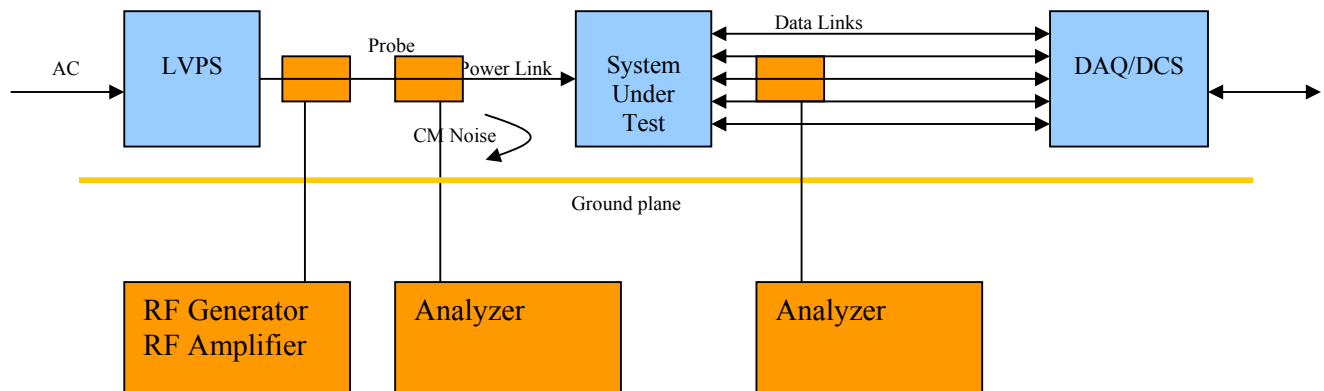 Data Links
Probe
AC
LVPS
Power Link
System
Under
Test
DAQ/DCS
CM Noise
Ground plane
RF Generator
RF Amplifier
Analyzer
Analyzer